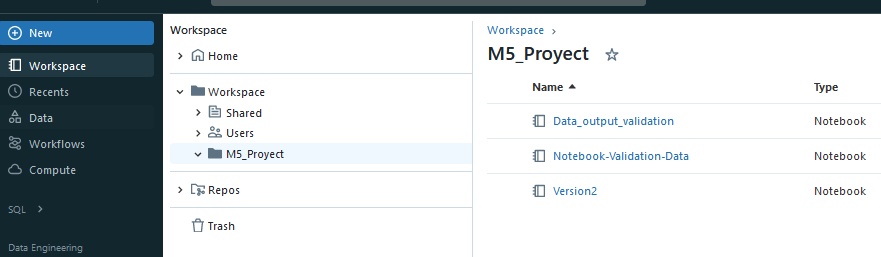 New
Workspace
Recents
Data
Workflows
Compute
SQL
Data Engineering
Workspace
Home
Workspace
Shared
Users
M5_Proyect
Repos
Trash
Workspace
M5_Proyect
Name Type
Data_output_validation Notebook
Notebook-Validation-Data Notebook
Version2 Notebook